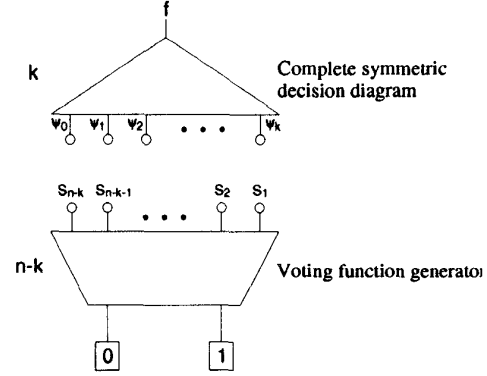 f
k
Complete symmetric
decision diagram
Ψ0 Ψ1 Ψ2 • • • Ψk
Sn-k Sn-k-1 • • • S2 S1
n-k
Voting function generator
0 1